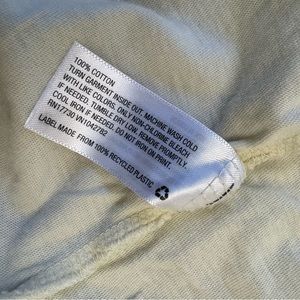 100% COTTON
TURN GARMENT INSIDE OUT. MACHINE WASH COLD
WITH LIKE COLORS. ONLY NON-CHLORINE BLEACH
IF NEEDED. TUMBLE DRY LOW. REMOVE PROMPTLY.
COOL IRON IF NEEDED. DO NOT IRON ON PRINT.
RN17730 VN1042782
LABEL MADE FROM 100% RECYCLED PLASTIC